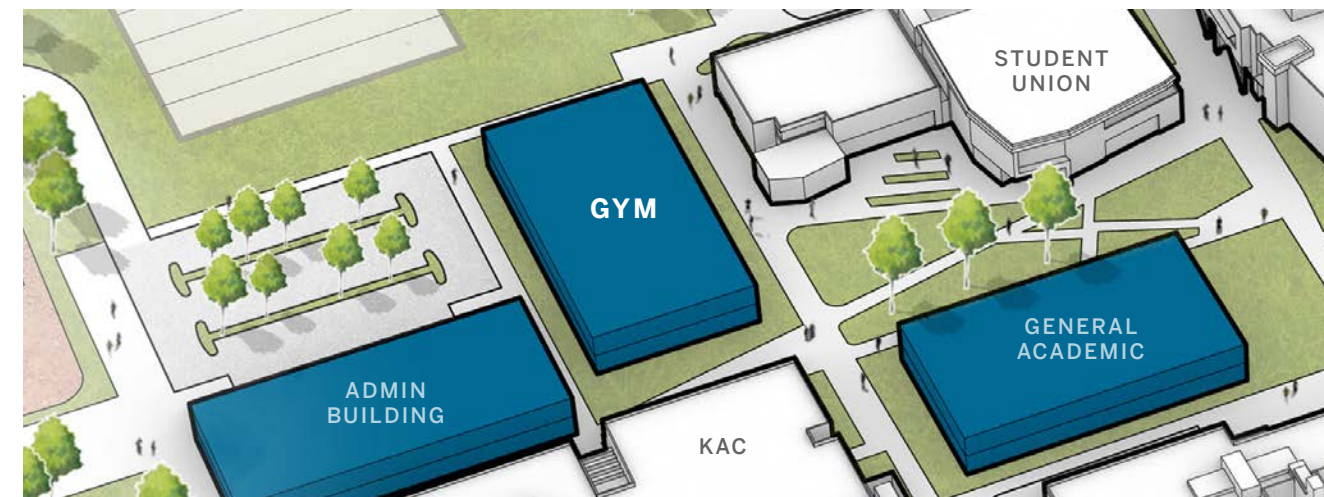 STUDENT
UNION
GYM
GENERAL
ACADEMIC
ADMIN
BUILDING
KAC